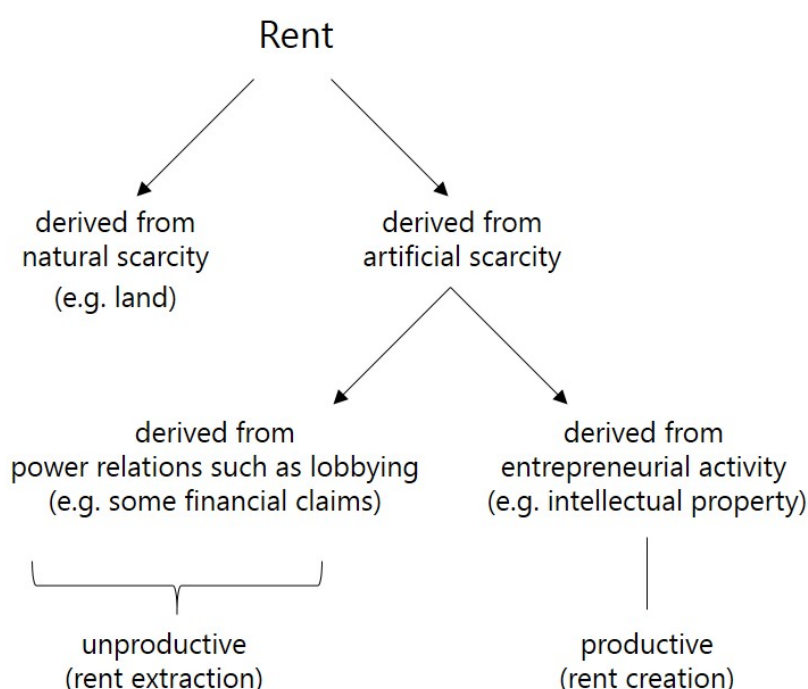 Rent
derived from
natural scarcity
(e.g. land)
derived from
artificial scarcity
derived from
power relations such as lobbying
(e.g. some financial claims)
derived from
entrepreneurial activity
(e.g. intellectual property)
unproductive
(rent extraction)
productive
(rent creation)